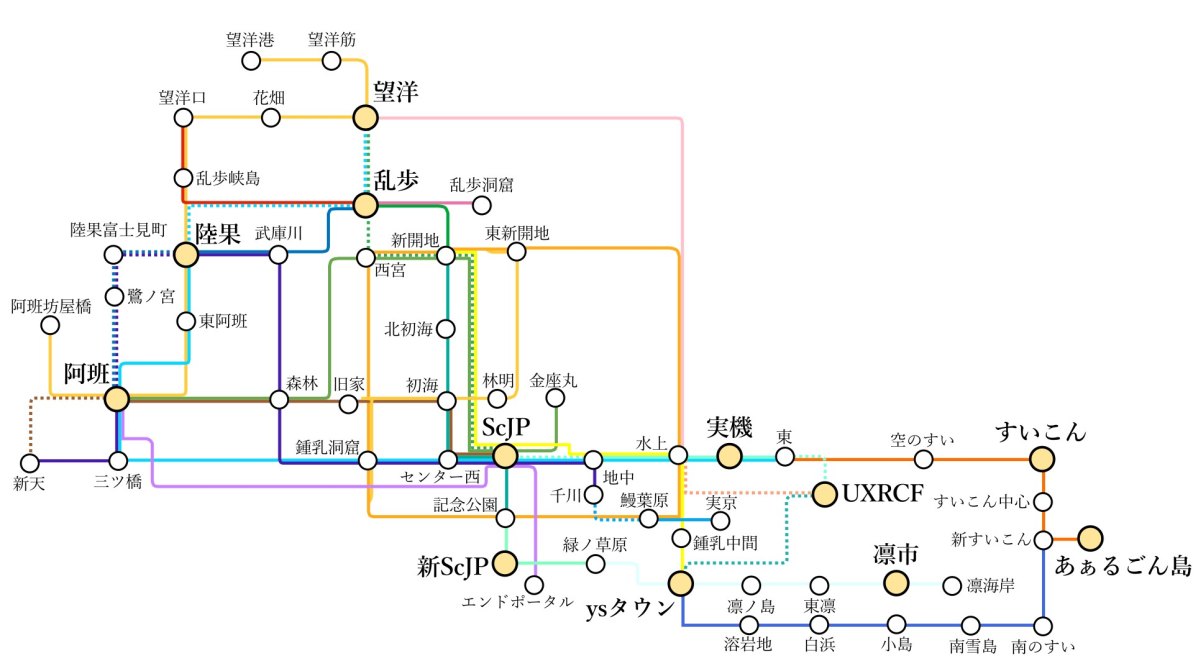 望洋港
望洋筋
望洋
望洋口
花畑
乱歩峡島
乱歩
乱歩洞窟
陸果富士見町
陸果
武庫川
新開地
東新開地
西宮
鷺ノ宮
阿班坊屋橋
東阿班
北初海
阿班
森林
旧家
初海
林明
金座丸
ScJP
実機
東
空のすい
すいこん
水上
鍾乳洞窟
センター西
地中
新天
三ツ橋
千川
鰻葉原
実京
UXRCF
すいこん中心
記念公園
鍾乳中間
新すいこん
緑ノ草原
凛市
あぁるごん島
新ScJP
エンドポータル
ysタウン
凛ノ島
東凛
凛海岸
溶岩地
白浜
小島
南雪島
南のすい